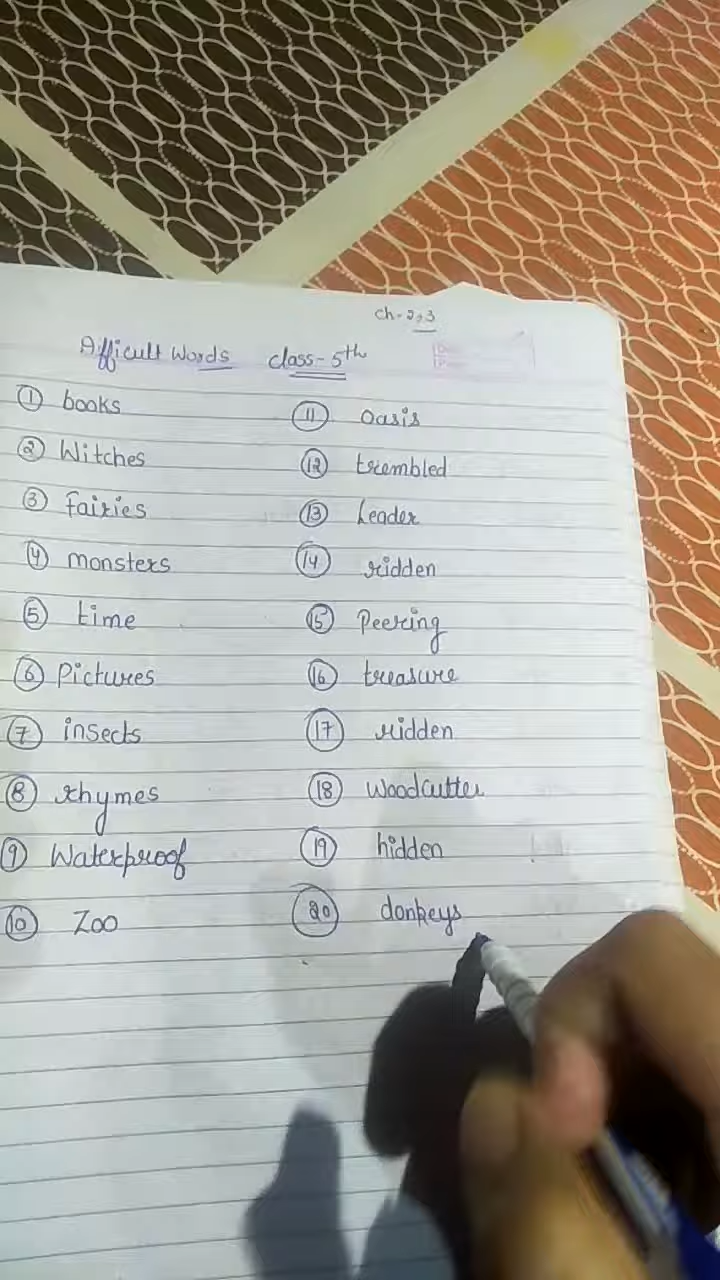 Ch-2,3
Difficult Words class-5th
① books
② Witches
③ fairies
④ monsters
⑤ time
⑥ Pictures
⑦ insects
⑧ rhymes
⑨ Waterproof
⑩ Zoo
⑪ oasis
⑫ trembled
⑬ Leader
⑭ ridden
⑮ Peering
⑯ treasure
⑰ ridden
⑱ Woodcutter
⑲ hidden
⑳ donkeys